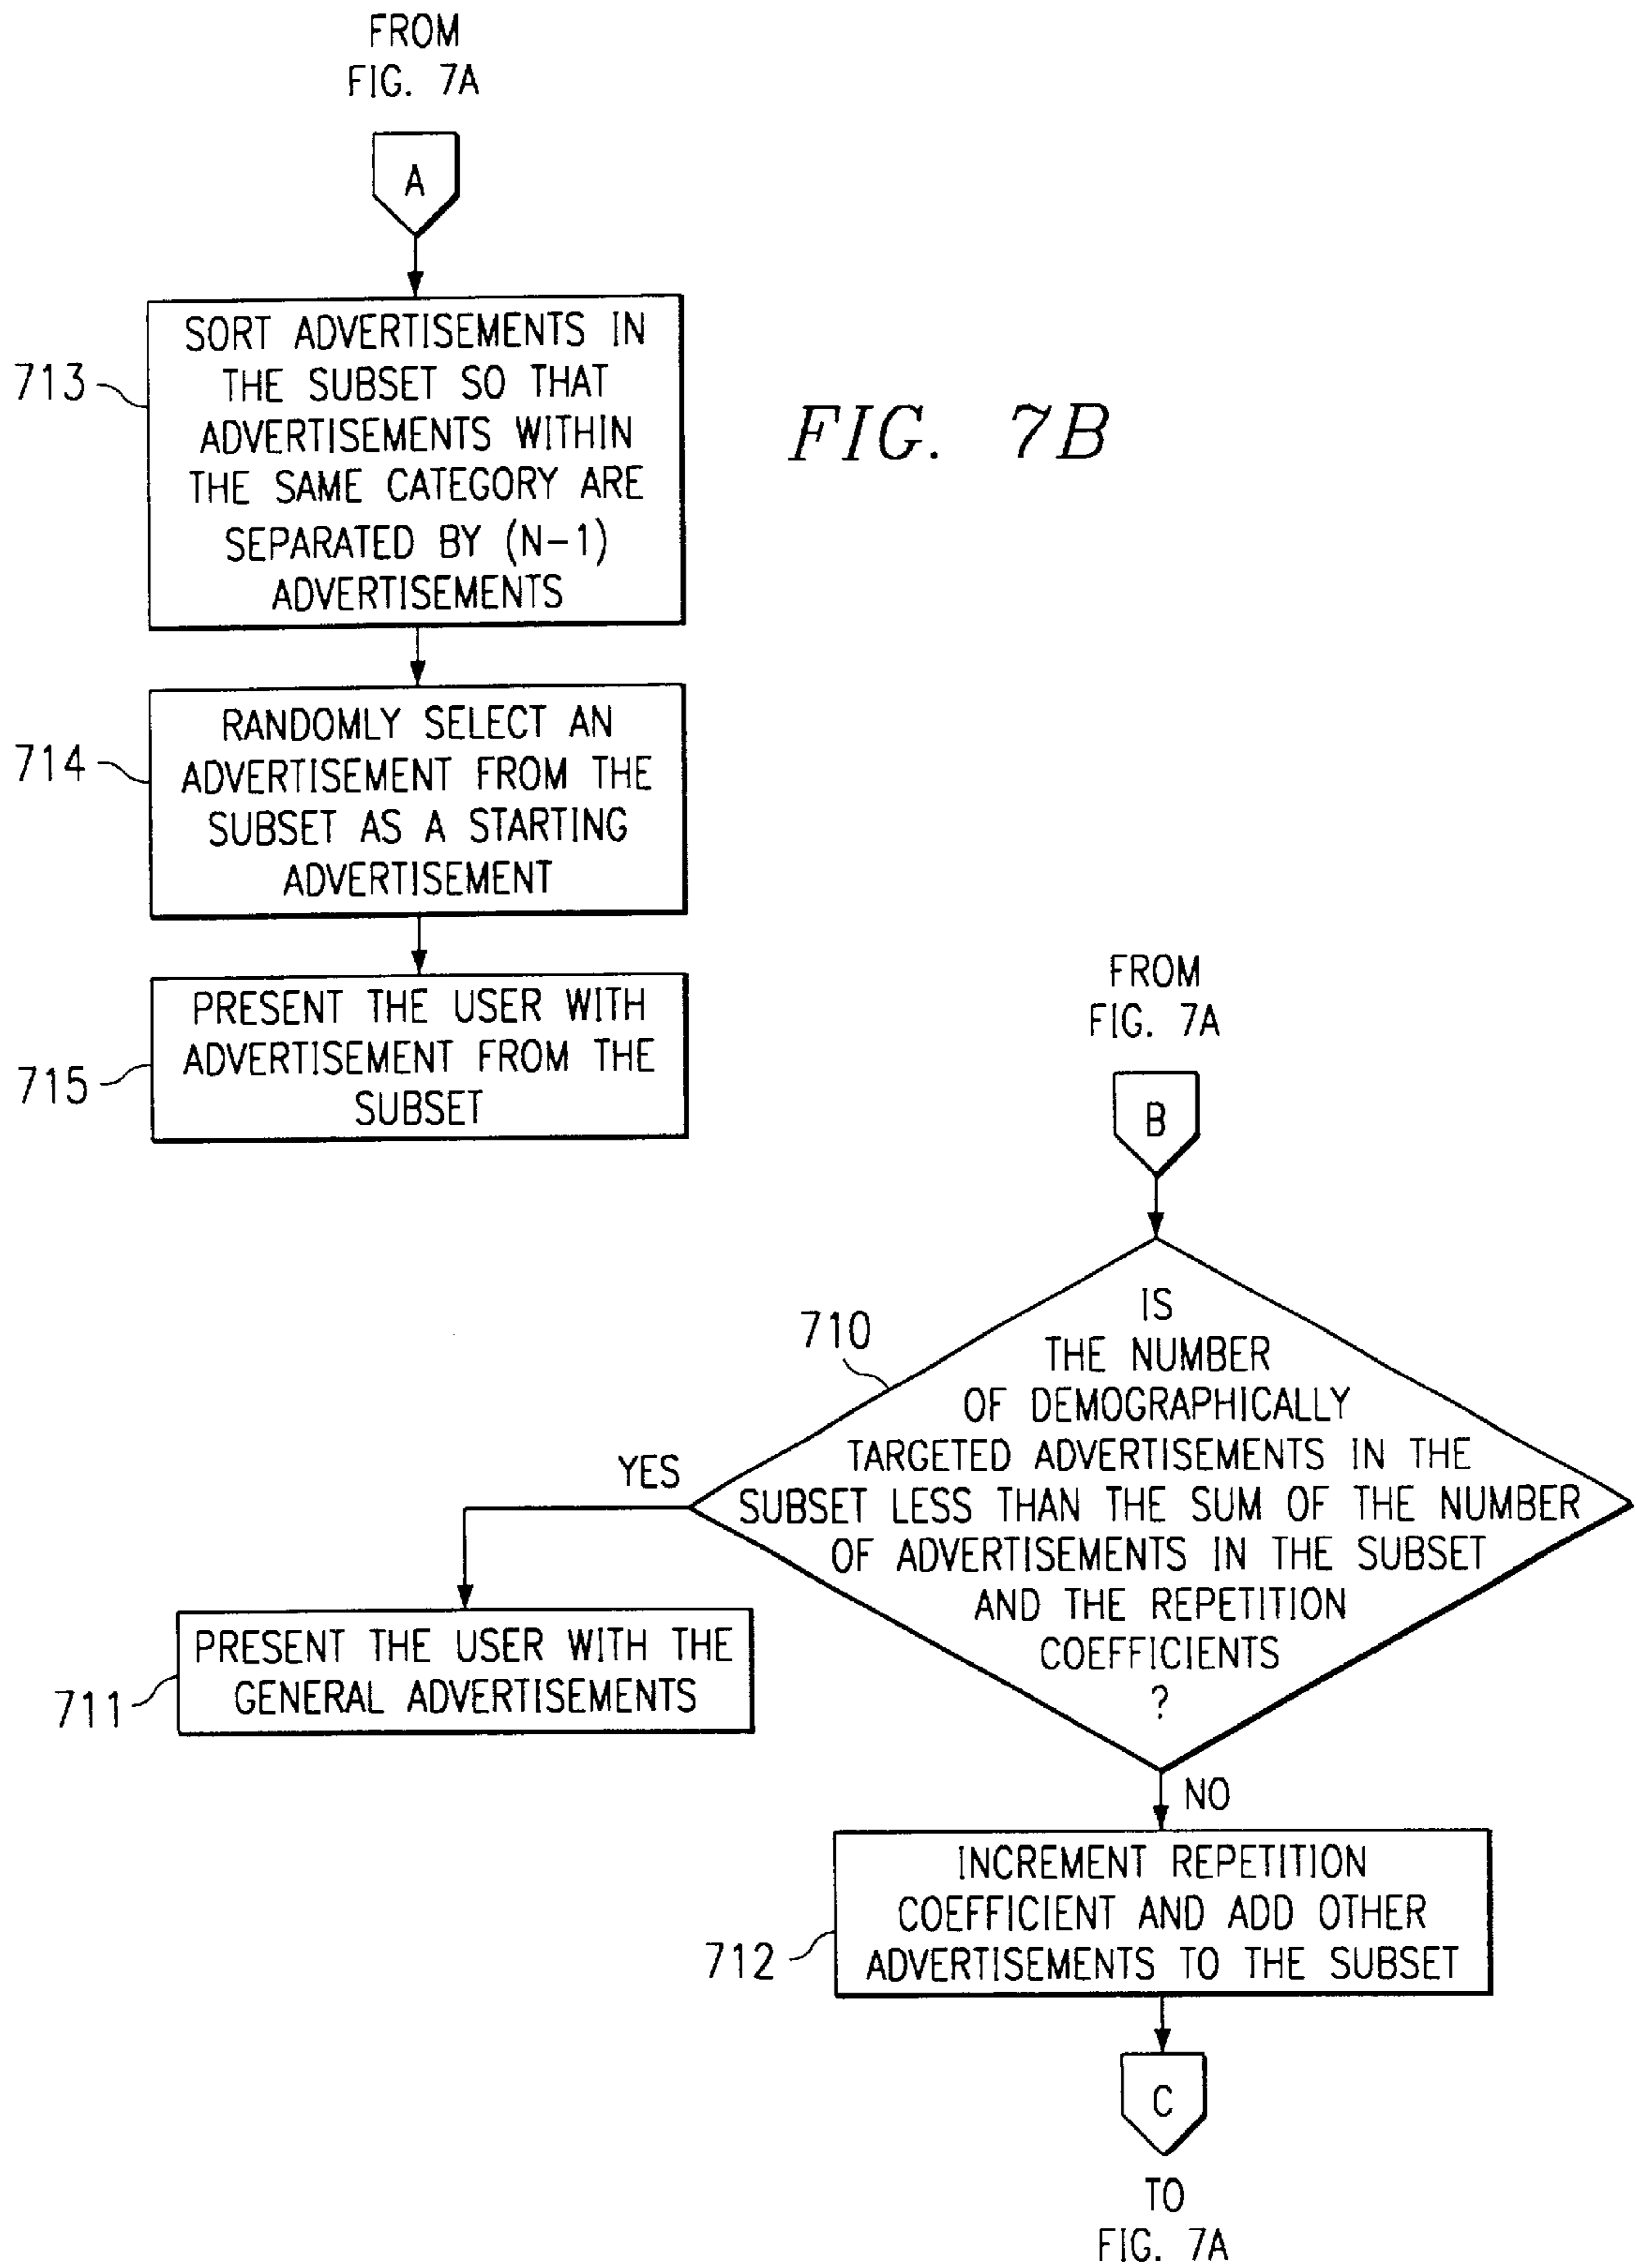 FROM
FIG. 7A
A
713
SORT ADVERTISEMENTS IN
THE SUBSET SO THAT
ADVERTISEMENTS WITHIN
THE SAME CATEGORY ARE
SEPARATED BY (N-1)
ADVERTISEMENTS
FIG. 7B
714
RANDOMLY SELECT AN
ADVERTISEMENT FROM THE
SUBSET AS A STARTING
ADVERTISEMENT
715
PRESENT THE USER WITH
ADVERTISEMENT FROM THE
SUBSET
FROM
FIG. 7A
B
710
IS
THE NUMBER
OF DEMOGRAPHICALLY
TARGETED ADVERTISEMENTS IN THE
SUBSET LESS THAN THE SUM OF THE NUMBER
OF ADVERTISEMENTS IN THE SUBSET
AND THE REPETITION
COEFFICIENTS
?
YES
711
PRESENT THE USER WITH THE
GENERAL ADVERTISEMENTS
NO
712
INCREMENT REPETITION
COEFFICIENT AND ADD OTHER
ADVERTISEMENTS TO THE SUBSET
C
TO
FIG. 7A